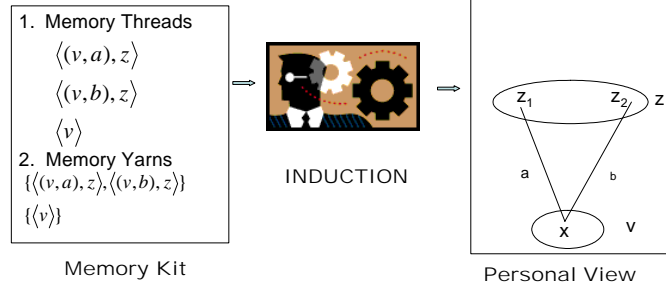 1. Memory Threads
⟨(v,a),z⟩
⟨(v,b),z⟩
⟨v⟩
2. Memory Yarns
{⟨(v,a),z⟩,⟨(v,b),z⟩}
{⟨v⟩}
Memory Kit
INDUCTION
z₁ z₂ z
a b
x v
Personal View